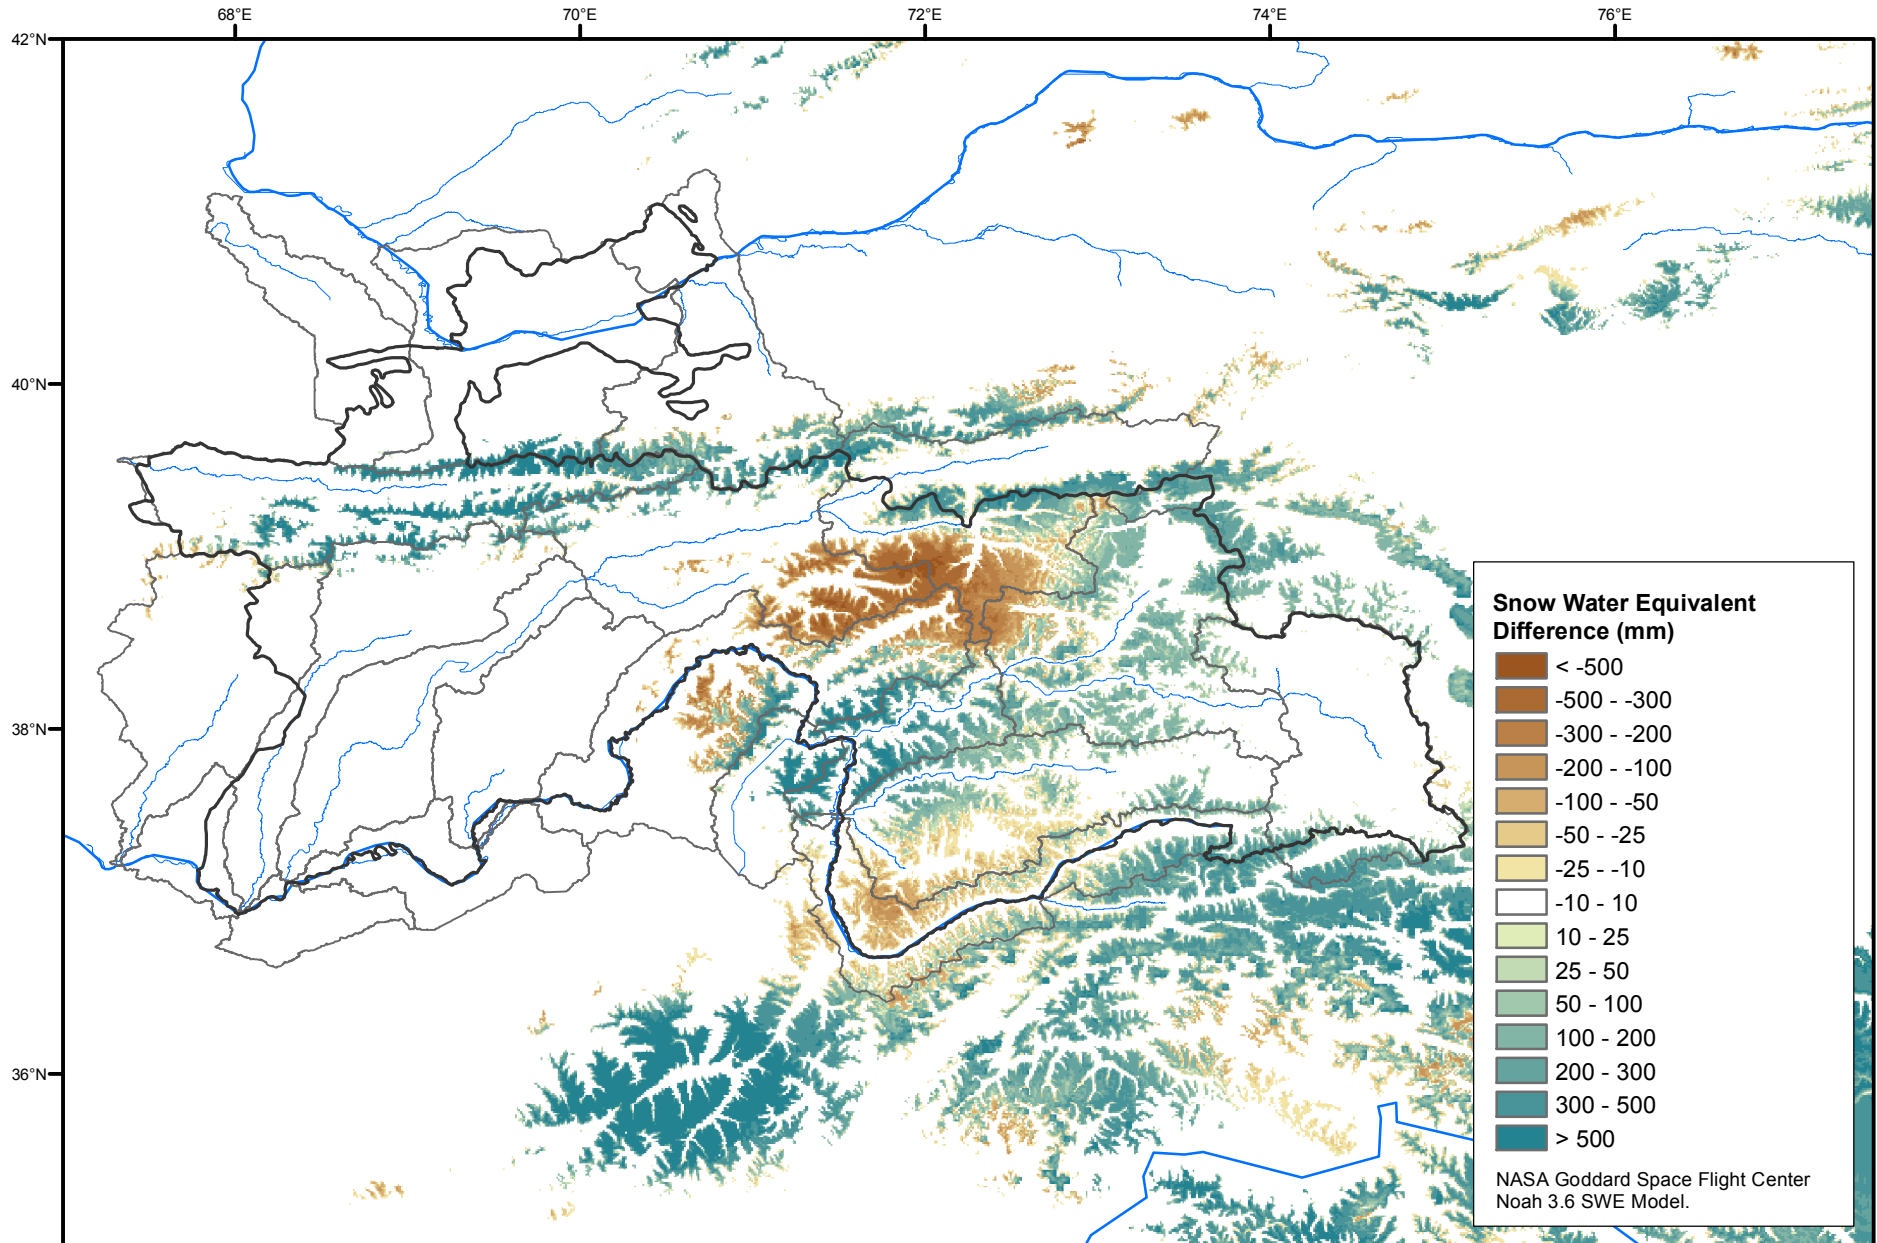 68°E
70°E
72°E
74°E
76°E
42°N
40°N
38°N
36°N
Snow Water Equivalent
Difference (mm)
< -500
-500 - -300
-300 - -200
-200 - -100
-100 - -50
-50 - -25
-25 - -10
-10 - 10
10 - 25
25 - 50
50 - 100
100 - 200
200 - 300
300 - 500
> 500
NASA Goddard Space Flight Center
Noah 3.6 SWE Model.